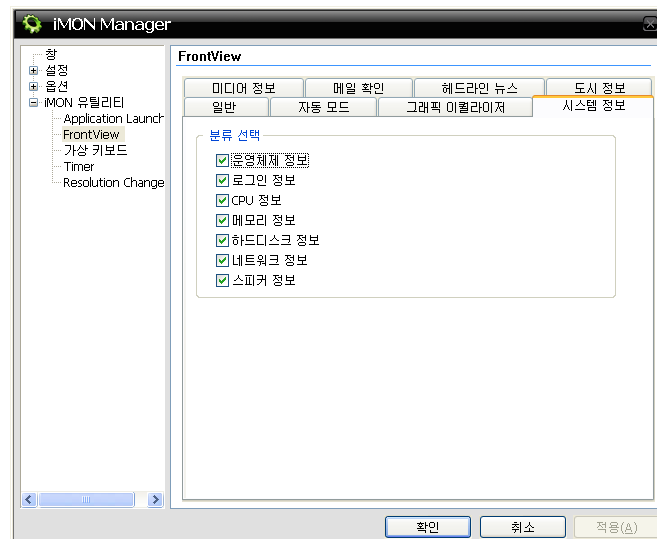 iMON Manager
창
설정
옵션
iMON 유틸리티
Application Launch
FrontView
가상 키보드
Timer
Resolution Change
FrontView
미디어 정보
메일 확인
헤드라인 뉴스
도시 정보
일반
자동 모드
그래픽 이퀄라이저
시스템 정보
분류 선택
운영체제 정보
로그인 정보
CPU 정보
메모리 정보
하드디스크 정보
네트워크 정보
스피커 정보
확인
취소
적용(A)